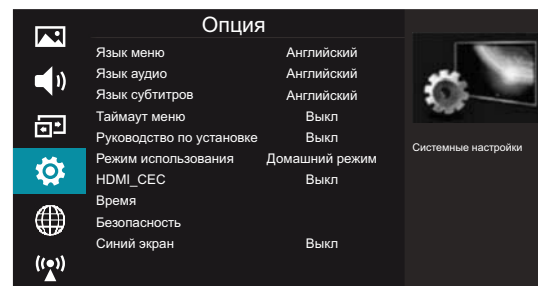 Опция
Язык меню Английский
Язык аудио Английский
Язык субтитров Английский
Таймаут меню Выкл
Руководство по установке Выкл
Режим использования Домашний режим
HDMI_CEC Выкл
Время
Безопасность
Синий экран Выкл
Системные настройки